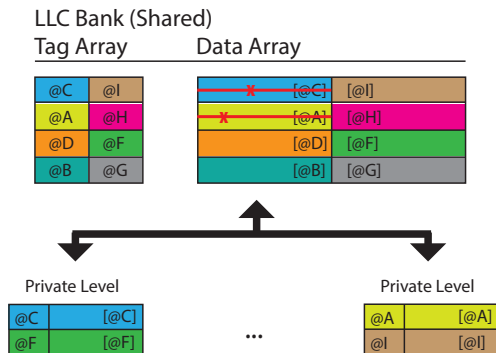 LLC Bank (Shared)
Tag Array Data Array
@C @I [@C] [@I]
@A @H [@A] [@H]
@D @F [@D] [@F]
@B @G [@B] [@G]
Private Level Private Level
@C [@C] @A [@A]
@F [@F] ... @I [@I]